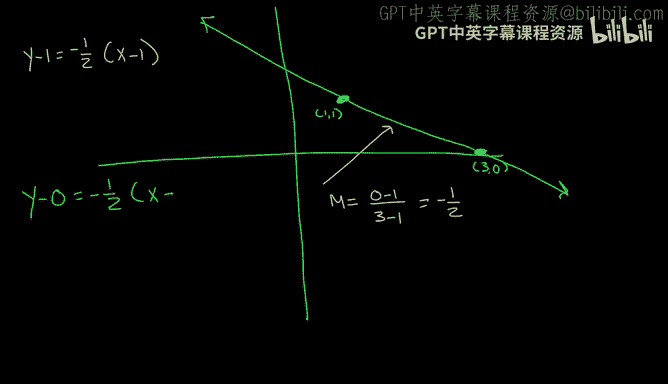 GPT中英字幕课程资源@bilibili.com
GPT中英字幕课程资源 bilibili
y-1=-1/2 (x-1)
(1,1)
(3,0)
y-0=-1/2 (x-
M= 0-1/3-1 = -1/2